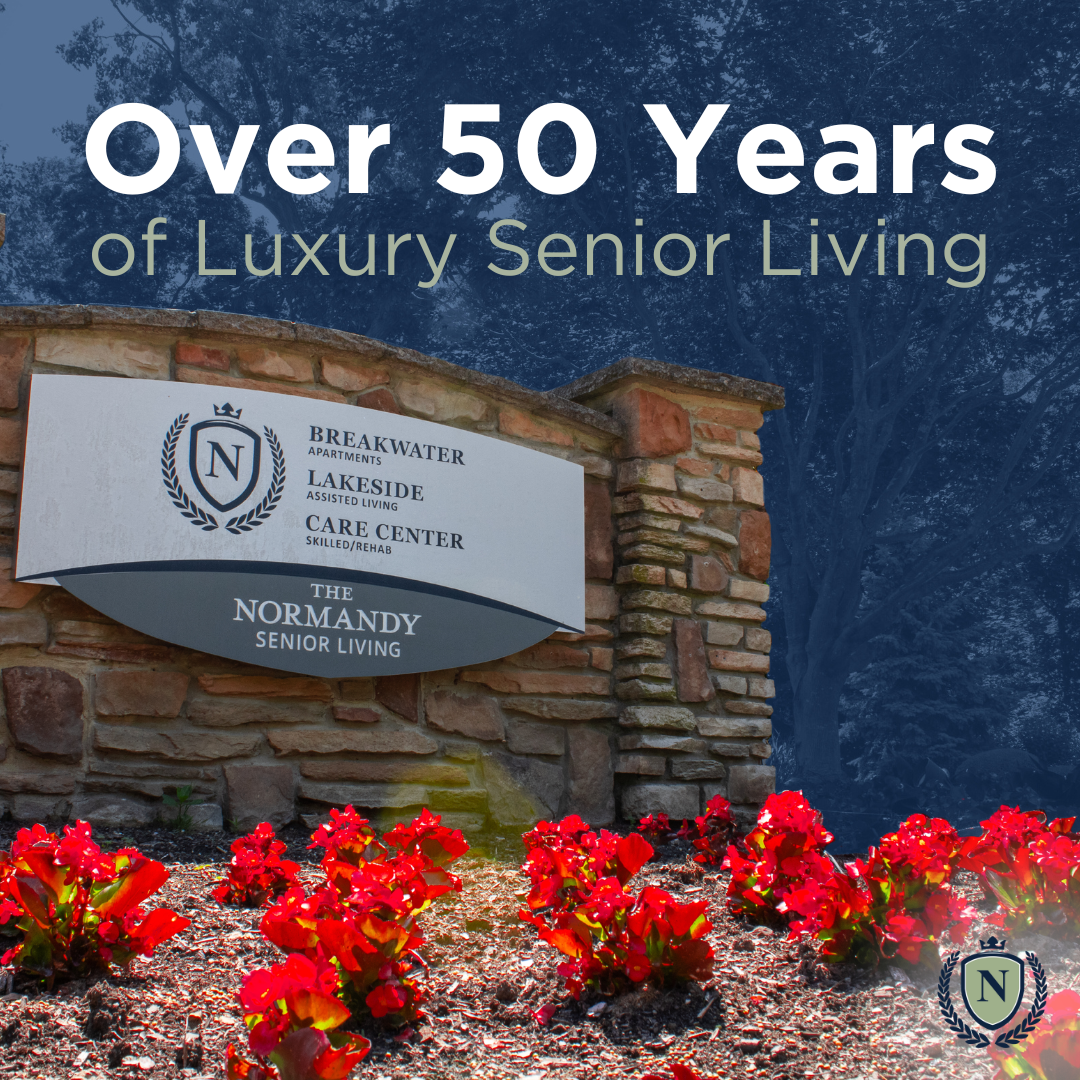 Over 50 Years
of Luxury Senior Living
N
BREAKWATER
APARTMENTS
LAKESIDE
ASSISTED LIVING
CARE CENTER
SKILLED/REHAB
THE
NORMANDY
SENIOR LIVING
N